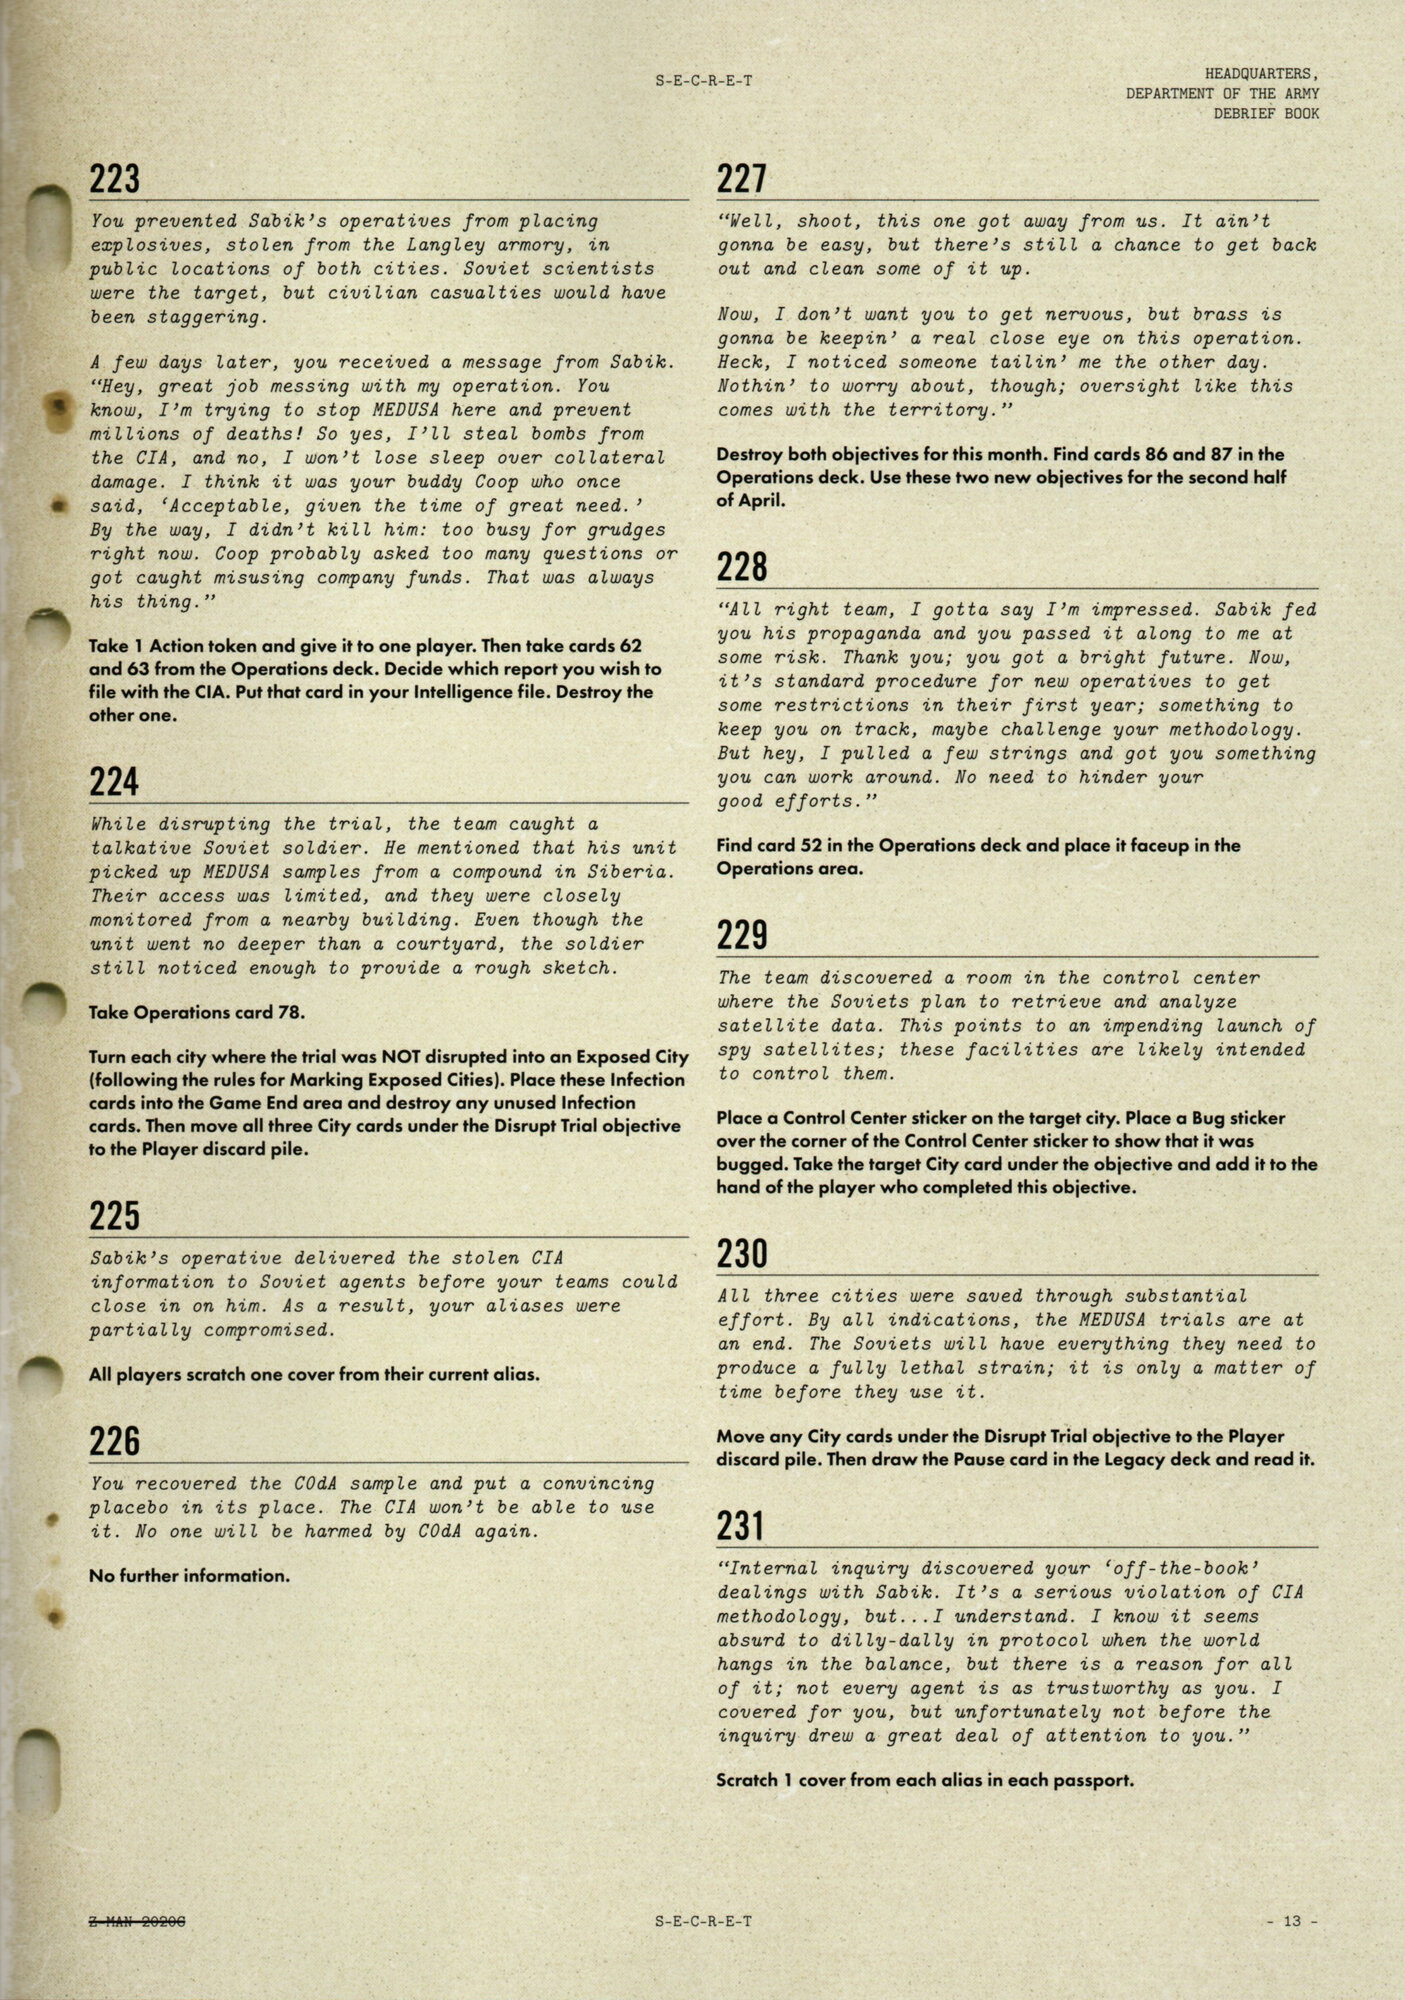 S-E-C-R-E-T
HEADQUARTERS,
DEPARTMENT OF THE ARMY
DEBRIEF BOOK
223
You prevented Sabik’s operatives from placing
explosives, stolen from the Langley armory, in
public locations of both cities. Soviet scientists
were the target, but civilian casualties would have
been staggering.
A few days later, you received a message from Sabik.
“Hey, great job messing with my operation. You
know, I’m trying to stop MEDUSA here and prevent
millions of deaths! So yes, I’ll steal bombs from
the CIA, and no, I won’t lose sleep over collateral
damage. I think it was your buddy Coop who once
said, ‘Acceptable, given the time of great need.’
By the way, I didn’t kill him: too busy for grudges
right now. Coop probably asked too many questions or
got caught misusing company funds. That was always
his thing.”
Take 1 Action token and give it to one player. Then take cards 62
and 63 from the Operations deck. Decide which report you wish to
file with the CIA. Put that card in your Intelligence file. Destroy the
other one.
224
While disrupting the trial, the team caught a
talkative Soviet soldier. He mentioned that his unit
picked up MEDUSA samples from a compound in Siberia.
Their access was limited, and they were closely
monitored from a nearby building. Even though the
unit went no deeper than a courtyard, the soldier
still noticed enough to provide a rough sketch.
Take Operations card 78.
Turn each city where the trial was NOT disrupted into an Exposed City
(following the rules for Marking Exposed Cities). Place these Infection
cards into the Game End area and destroy any unused Infection
cards. Then move all three City cards under the Disrupt Trial objective
to the Player discard pile.
225
Sabik’s operative delivered the stolen CIA
information to Soviet agents before your teams could
close in on him. As a result, your aliases were
partially compromised.
All players scratch one cover from their current alias.
226
You recovered the COdA sample and put a convincing
placebo in its place. The CIA won’t be able to use
it. No one will be harmed by COdA again.
No further information.
227
“Well, shoot, this one got away from us. It ain’t
gonna be easy, but there’s still a chance to get back
out and clean some of it up.
Now, I don’t want you to get nervous, but brass is
gonna be keepin’ a real close eye on this operation.
Heck, I noticed someone tailin’ me the other day.
Nothin’ to worry about, though; oversight like this
comes with the territory.”
Destroy both objectives for this month. Find cards 86 and 87 in the
Operations deck. Use these two new objectives for the second half
of April.
228
“All right team, I gotta say I’m impressed. Sabik fed
you his propaganda and you passed it along to me at
some risk. Thank you; you got a bright future. Now,
it’s standard procedure for new operatives to get
some restrictions in their first year; something to
keep you on track, maybe challenge your methodology.
But hey, I pulled a few strings and got you something
you can work around. No need to hinder your
good efforts.”
Find card 52 in the Operations deck and place it faceup in the
Operations area.
229
The team discovered a room in the control center
where the Soviets plan to retrieve and analyze
satellite data. This points to an impending launch of
spy satellites; these facilities are likely intended
to control them.
Place a Control Center sticker on the target city. Place a Bug sticker
over the corner of the Control Center sticker to show that it was
bugged. Take the target City card under the objective and add it to the
hand of the player who completed this objective.
230
All three cities were saved through substantial
effort. By all indications, the MEDUSA trials are at
an end. The Soviets will have everything they need to
produce a fully lethal strain; it is only a matter of
time before they use it.
Move any City cards under the Disrupt Trial objective to the Player
discard pile. Then draw the Pause card in the Legacy deck and read it.
231
“Internal inquiry discovered your ‘off-the-book’
dealings with Sabik. It’s a serious violation of CIA
methodology, but...I understand. I know it seems
absurd to dilly-dally in protocol when the world
hangs in the balance, but there is a reason for all
of it; not every agent is as trustworthy as you. I
covered for you, but unfortunately not before the
inquiry drew a great deal of attention to you.”
Scratch 1 cover from each alias in each passport.
Z-MAN 2020G
S-E-C-R-E-T
- 13 -